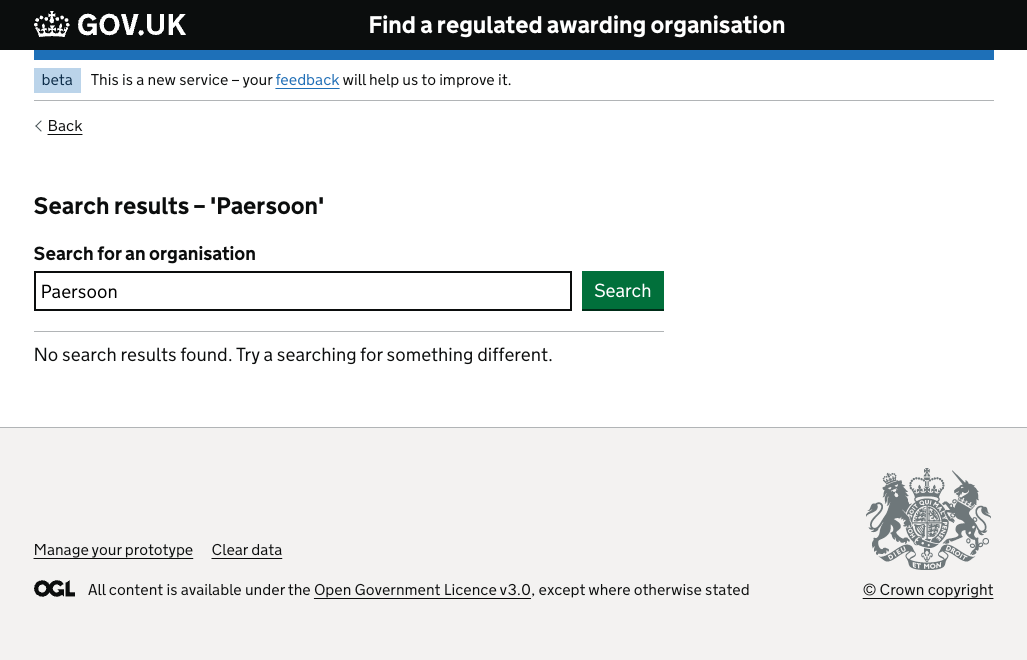 GOV.UK
Find a regulated awarding organisation
beta This is a new service – your feedback will help us to improve it.
Back
Search results – 'Paersoon'
Search for an organisation
Paersoon
Search
No search results found. Try a searching for something different.
Manage your prototype Clear data
OGL All content is available under the Open Government Licence v3.0, except where otherwise stated
DIEU ET MON DROIT
© Crown copyright